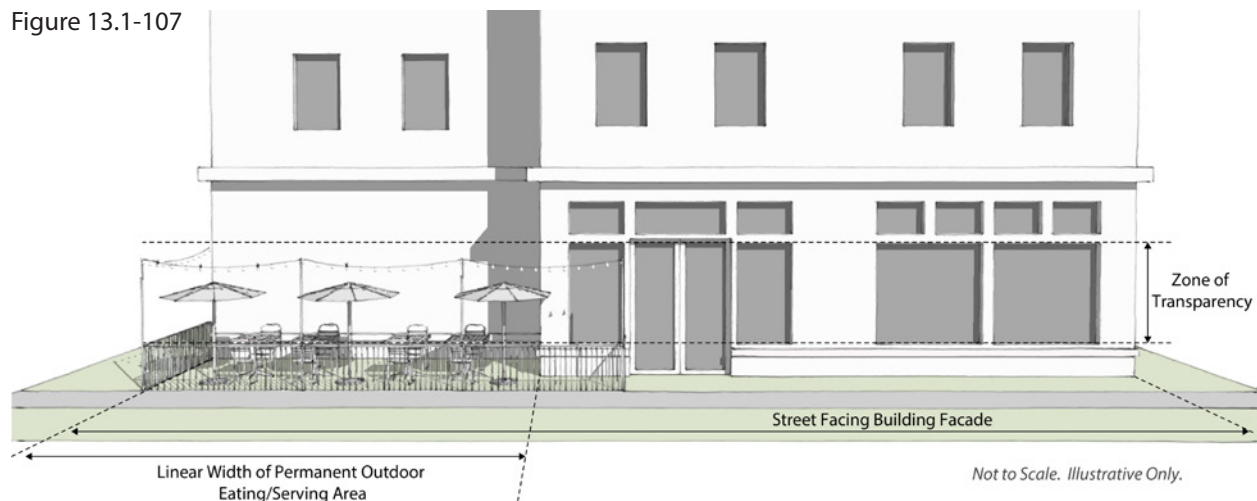 Figure 13.1-107
Zone of
Transparency
Street Facing Building Facade
Linear Width of Permanent Outdoor
Eating/Serving Area
Not to Scale. Illustrative Only.